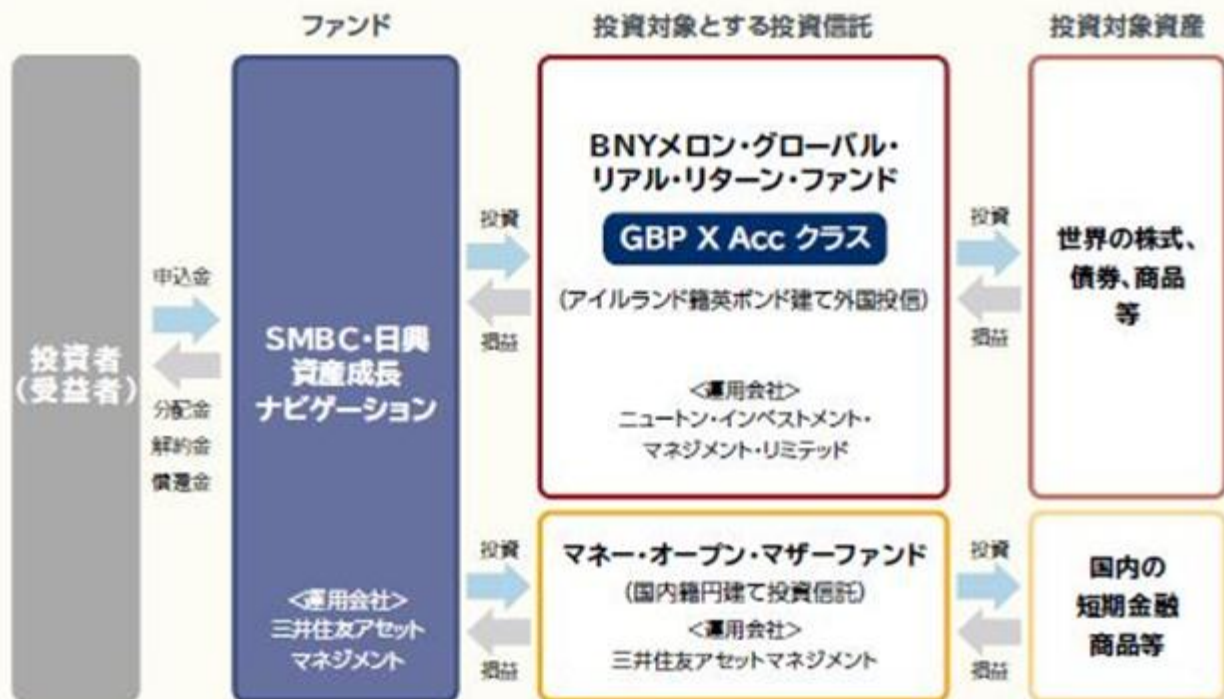 ファンド
投資対象とする投資信託
投資対象資産
投資者
(受益者)
申込金
分配金
解約金
償還金
SMBC・日興
資産成長
ナビゲーション
<運用会社>
三井住友アセット
マネジメント
投資
損益
BNYメロン・グローバル・
リアル・リターン・ファンド
GBP X Acc クラス
(アイルランド籍英ポンド建て外国投信)
<運用会社>
ニュートン・インベストメント・
マネジメント・リミテッド
投資
損益
世界の株式、
債券、商品
等
投資
損益
マネー・オープン・マザーファンド
(国内籍円建て投資信託)
<運用会社>
三井住友アセットマネジメント
投資
損益
国内の
短期金融
商品等